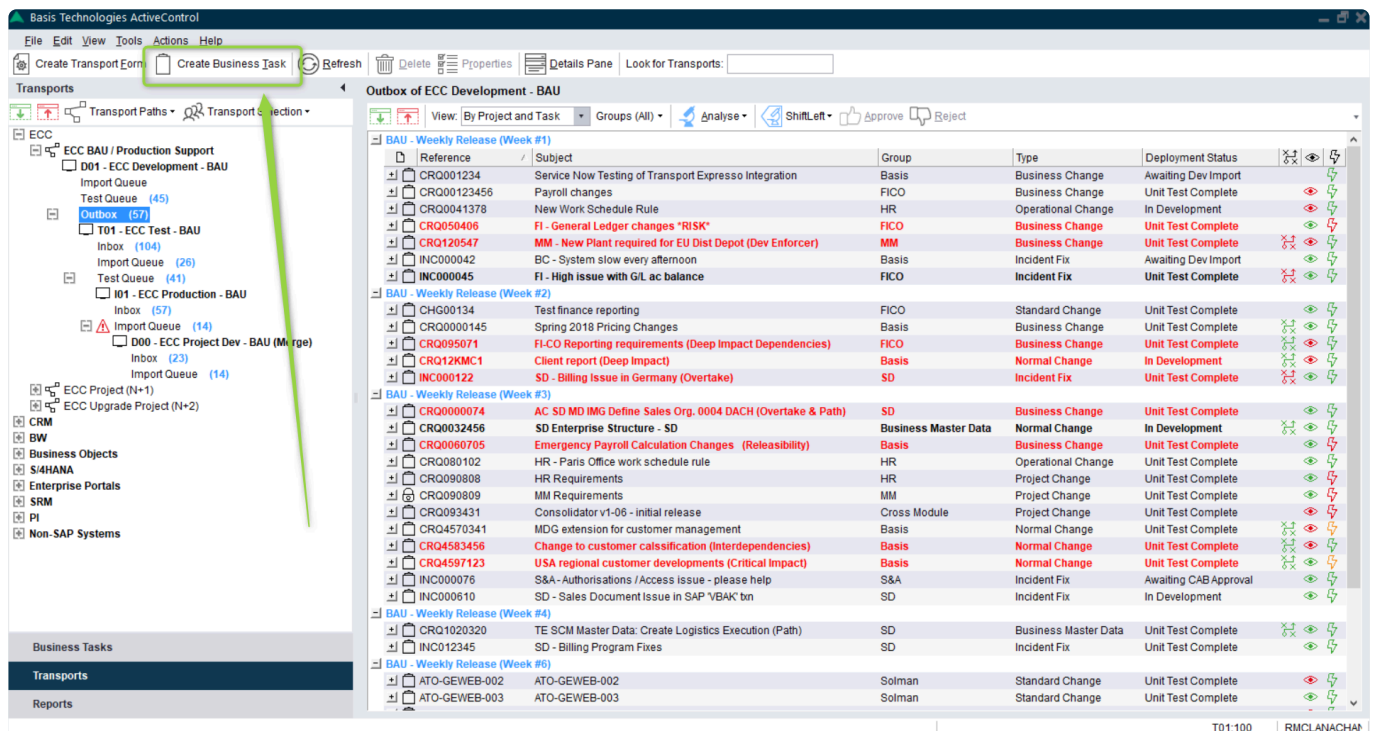 Basis Technologies ActiveControl
File Edit View Tools Actions Help
Create Transport Form Create Business Task Refresh Delete Properties Details Pane Look for Transports:
Transports
Transport Paths Transport Selection
ECC
ECC BAU / Production Support
D01 - ECC Development - BAU
Import Queue
Test Queue (45)
Outbox (57)
T01 - ECC Test - BAU
Inbox (104)
Import Queue (26)
Test Queue (41)
I01 - ECC Production - BAU
Inbox (57)
Import Queue (14)
D00 - ECC Project Dev - BAU (Merge)
Inbox (23)
Import Queue (14)
ECC Project (N+1)
ECC Upgrade Project (N+2)
CRM
BW
Business Objects
S/4HANA
Enterprise Portals
SRM
PI
Non-SAP Systems
Business Tasks
Transports
Reports
Outbox of ECC Development - BAU
View: By Project and Task Groups (All) Analyse ShiftLeft Approve Reject
BAU - Weekly Release (Week #1)
Reference Subject Group Type Deployment Status
CRQ001234 Service Now Testing of Transport Expresso Integration Basis Business Change Awaiting Dev Import
CRQ00123456 Payroll changes FICO Business Change Unit Test Complete
CRQ0041378 New Work Schedule Rule HR Operational Change In Development
CRQ050406 FI - General Ledger changes *RISK* FICO Business Change Unit Test Complete
CRQ120547 MM - New Plant required for EU Dist Depot (Dev Enforcer) MM Business Change Unit Test Complete
INC000042 BC - System slow every afternoon Basis Incident Fix Awaiting Dev Import
INC000045 FI - High issue with G/L ac balance FICO Incident Fix Unit Test Complete
BAU - Weekly Release (Week #2)
CHG00134 Test finance reporting FICO Standard Change Unit Test Complete
CRQ0000145 Spring 2018 Pricing Changes Basis Business Change Unit Test Complete
CRQ095071 FI-CO Reporting requirements (Deep Impact Dependencies) FICO Business Change Unit Test Complete
CRQ12KMC1 Client report (Deep Impact) Basis Normal Change In Development
INC000122 SD - Billing Issue in Germany (Overtake) SD Incident Fix Unit Test Complete
BAU - Weekly Release (Week #3)
CRQ0000074 AC SD MD IMG Define Sales Org. 0004 DACH (Overtake & Path) SD Business Change Unit Test Complete
CRQ0032456 SD Enterprise Structure - SD Business Master Data Normal Change In Development
CRQ0060705 Emergency Payroll Calculation Changes (Releasibility) Basis Business Change Unit Test Complete
CRQ080102 HR - Paris Office work schedule rule HR Operational Change Unit Test Complete
CRQ090808 HR Requirements HR Project Change Unit Test Complete
CRQ090809 MM Requirements MM Project Change Unit Test Complete
CRQ093431 Consolidator v1-06 - initial release Cross Module Project Change Unit Test Complete
CRQ4570341 MDG extension for customer management Basis Normal Change Unit Test Complete
CRQ4583456 Change to customer calssification (Interdependencies) Basis Normal Change Unit Test Complete
CRQ4597123 USA regional customer developments (Critical Impact) Basis Normal Change Unit Test Complete
INC000076 S&A - Authorisations / Access issue - please help S&A Incident Fix Awaiting CAB Approval
INC000610 SD - Sales Document Issue in SAP 'VBAK' txn SD Incident Fix In Development
BAU - Weekly Release (Week #4)
CRQ1020320 TE SCM Master Data: Create Logistics Execution (Path) SD Business Master Data Unit Test Complete
INC012345 SD - Billing Program Fixes SD Incident Fix Unit Test Complete
BAU - Weekly Release (Week #6)
ATO-GEWEB-002 ATO-GEWEB-002 Solman Standard Change Unit Test Complete
ATO-GEWEB-003 ATO-GEWEB-003 Solman Standard Change Unit Test Complete
T01:100 RMCLANACHAN